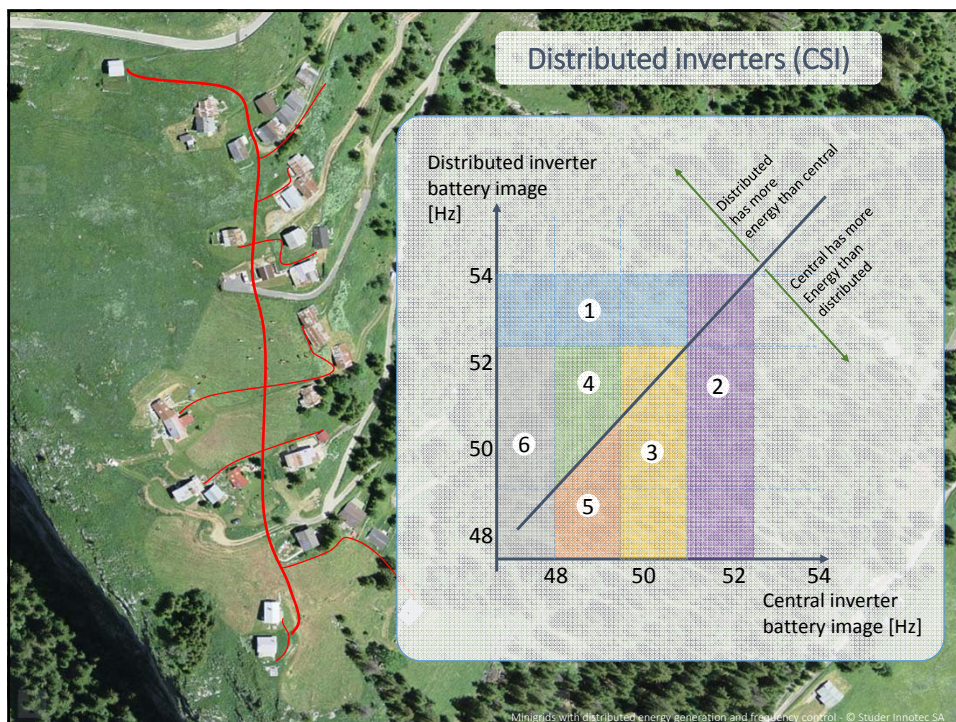 Distributed inverters (CSI)
Distributed inverter
battery image
[Hz]
Distributed
has more
energy than central
Central has more
Energy than
distributed
54
52
50
48
1
2
3
4
5
6
48 50 52 54
Central inverter
battery image [Hz]
Minigrids with distributed energy generation and frequency control - © Studer Innotec SA